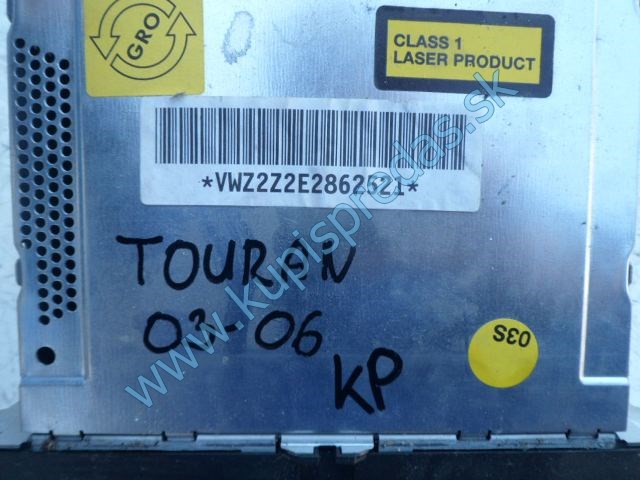 GRO
CLASS 1
LASER PRODUCT
*VWZ2Z2E2862521*
TOURAN
03-06
KP
03S
www.kupispredas.sk